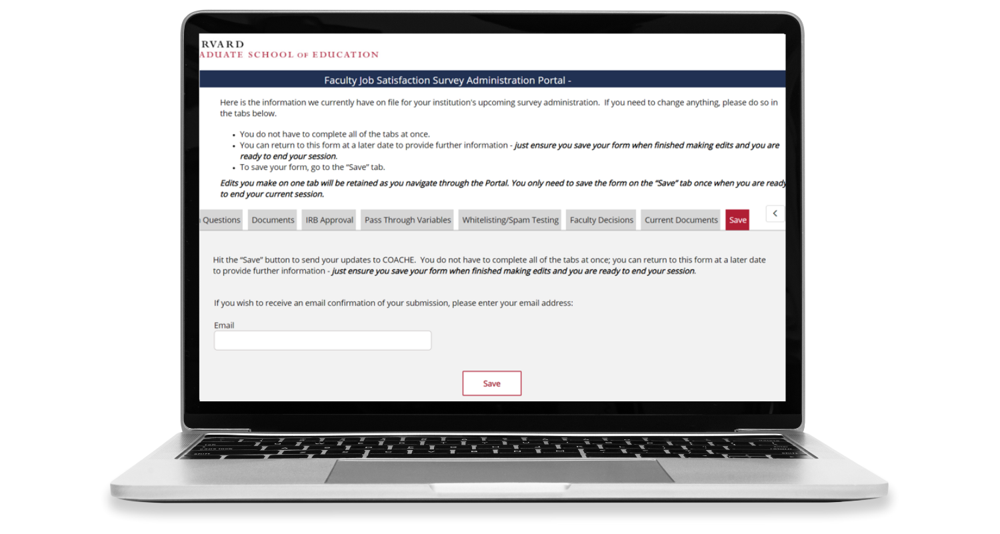 RVARD
ADUATE SCHOOL OF EDUCATION
Faculty Job Satisfaction Survey Administration Portal -
Here is the information we currently have on file for your institution's upcoming survey administration. If you need to change anything, please do so in
the tabs below.
• You do not have to complete all of the tabs at once.
• You can return to this form at a later date to provide further information - just ensure you save your form when finished making edits and you are
ready to end your session.
• To save your form, go to the “Save” tab.
Edits you make on one tab will be retained as you navigate through the Portal. You only need to save the form on the “Save” tab once when you are ready
to end your current session.
Questions Documents IRB Approval Pass Through Variables Whitelisting/Spam Testing Faculty Decisions Current Documents Save <
Hit the “Save” button to send your updates to COACHE. You do not have to complete all of the tabs at once; you can return to this form at a later date
to provide further information - just ensure you save your form when finished making edits and you are ready to end your session.
If you wish to receive an email confirmation of your submission, please enter your email address:
Email
Save